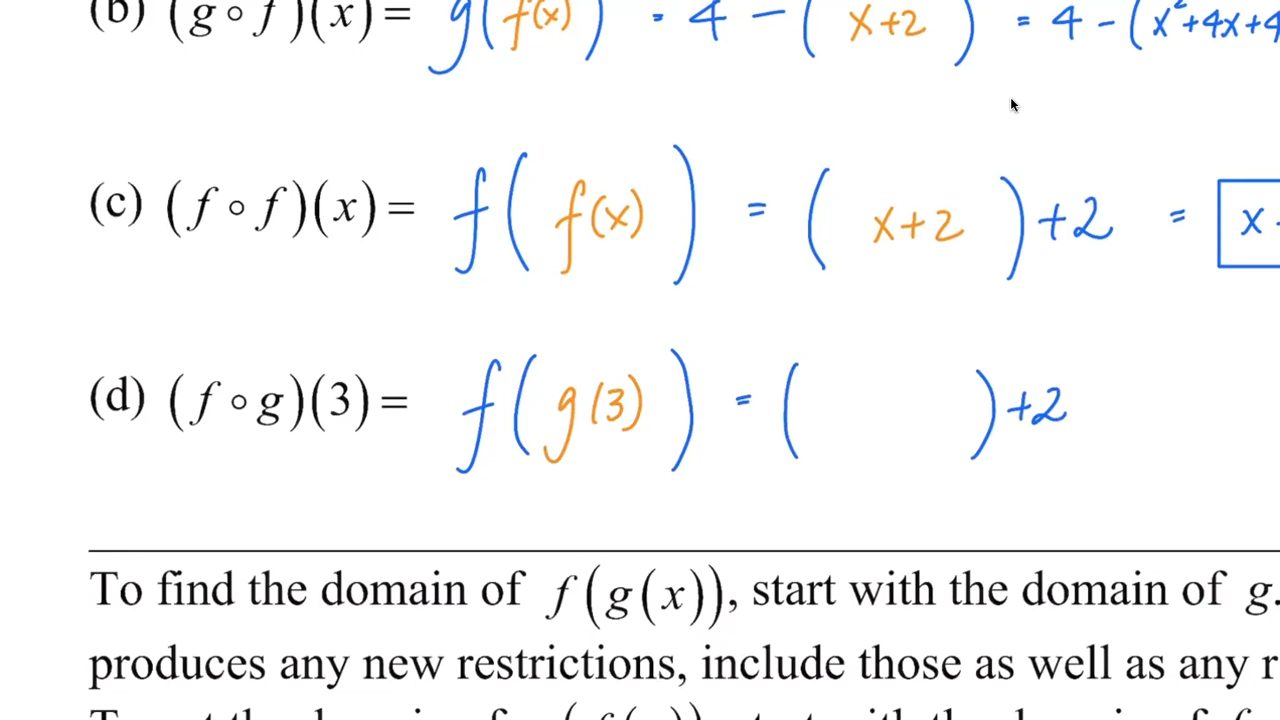 (b) (g∘f)(x) = g(f(x)) = 4 − (x+2) = 4 − (x²+4x+4
(c) (f∘f)(x) = f(f(x)) = (x+2)+2 = x
(d) (f∘g)(3) = f(g(3)) = ( )+2
To find the domain of f(g(x)), start with the domain of g.
produces any new restrictions, include those as well as any r